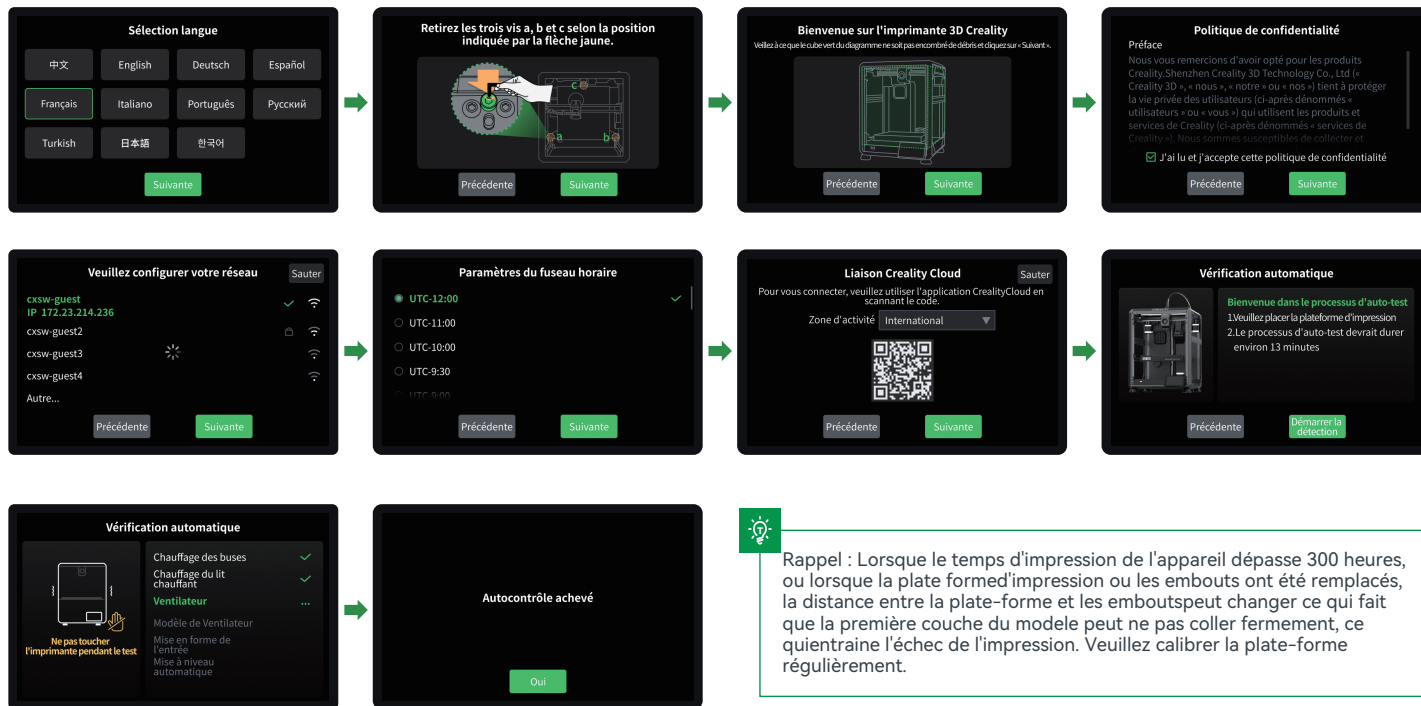 Sélection langue
中文
English
Deutsch
Español
Français
Italiano
Português
Русский
Turkish
日本語
한국어
Suivante
Retirez les trois vis a, b et c selon la position
indiquée par la flèche jaune.
c
a
b
Précédente
Suivante
Bienvenue sur l'imprimante 3D Creality
Veillez à ce que le cube vert du diagramme ne soit pas encombré de débris et cliquez sur « Suivant ».
Précédente
Suivante
Politique de confidentialité
Préface
Nous vous remercions d'avoir opté pour les produits
Creality.Shenzhen Creality 3D Technology Co., Ltd («
Creality 3D », « nous », « notre » ou « nos ») tient à protéger
la vie privée des utilisateurs (ci-après dénommés «
utilisateurs » ou « vous ») qui utilisent les produits et
services de Creality (ci-après dénommés « services de
Creality »), Nous sommes susceptibles de collecter et
J'ai lu et j'accepte cette politique de confidentialité
Précédente
Suivante
Veuillez configurer votre réseau
Sauter
cxsw-guest
IP 172.23.214.236
cxsw-guest2
cxsw-guest3
cxsw-guest4
Autre...
Précédente
Suivante
Paramètres du fuseau horaire
UTC-12:00
UTC-11:00
UTC-10:00
UTC-9:30
UTC-9:00
Précédente
Suivante
Liaison Creality Cloud
Sauter
Pour vous connecter, veuillez utiliser l'application CrealityCloud en
scannant le code.
Zone d'activité
International
Précédente
Suivante
Vérification automatique
Bienvenue dans le processus d'auto-test
1.Veuillez placer la plateforme d'impression
2.Le processus d'auto-test devrait durer
environ 13 minutes
Précédente
Démarrer la
détection
Vérification automatique
Ne pas toucher
l'imprimante pendant le test
Chauffage des buses
Chauffage du lit
chauffant
Ventilateur
...
Modèle de Ventilateur
Mise en forme de
l'entrée
Mise à niveau
automatique
Autocontrôle achevé
Oui
Rappel : Lorsque le temps d'impression de l'appareil dépasse 300 heures,
ou lorsque la plate formed'impression ou les embouts ont été remplacés,
la distance entre la plate-forme et les emboutspeut changer ce qui fait
que la première couche du modele peut ne pas coller fermement, ce
quientraine l'échec de l'impression. Veuillez calibrer la plate-forme
régulièrement.